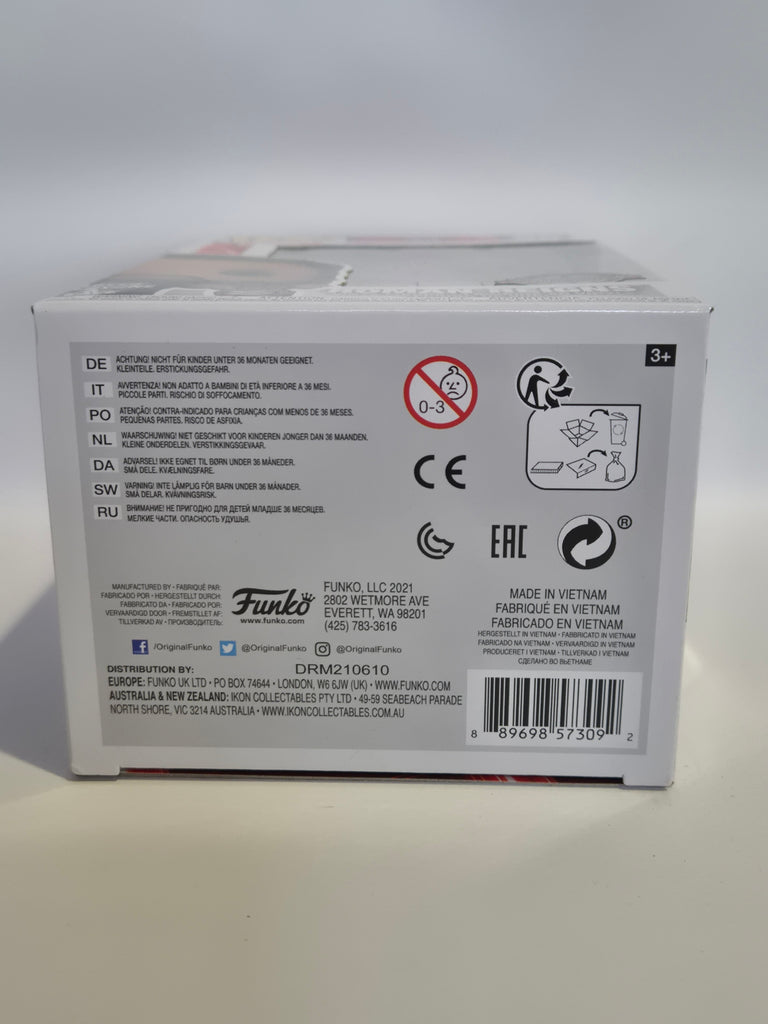 ROMAN REIGNS
3+
DE ACHTUNG! NICHT FÜR KINDER UNTER 36 MONATEN GEEIGNET.
KLEINTEILE. ERSTICKUNGSGEFAHR.
IT AVVERTENZA! NON ADATTO A BAMBINI DI ETÀ INFERIORE A 36 MESI.
PICCOLE PARTI. RISCHIO DI SOFFOCAMENTO.
PO ATENÇÃO! CONTRA-INDICADO PARA CRIANÇAS COM MENOS DE 36 MESES.
PEQUENAS PARTES. RISCO DE ASFIXIA.
NL WAARSCHUWING! NIET GESCHIKT VOOR KINDEREN JONGER DAN 36 MAANDEN.
KLEINE ONDERDELEN. VERSTIKKINGSGEVAAR.
DA ADVARSEL! IKKE EGNET TIL BØRN UNDER 36 MÅNEDER.
SMÅ DELE. KVÆLNINGSFARE.
SW VARNING! INTE LÄMPLIG FÖR BARN UNDER 36 MÅNADER.
SMÅ DELAR. KVÄVNINGSRISK.
RU ВНИМАНИЕ! НЕ ПРИГОДНО ДЛЯ ДЕТЕЙ МЛАДШЕ 36 МЕСЯЦЕВ.
МЕЛКИЕ ЧАСТИ. ОПАСНОСТЬ УДУШЬЯ.
0-3
CE
EAC
®
MANUFACTURED BY • FABRIQUÉ PAR:
FABRICADO POR • HERGESTELLT DURCH:
FABBRICATO DA • FABRICADO POR:
VERVAARDIGD DOOR • FREMSTILLET AF:
TILLVERKAD AV • ПРОИЗВОДИТЕЛЬ:
Funko
www.funko.com
FUNKO, LLC 2021
2802 WETMORE AVE
EVERETT, WA 98201
(425) 783-3616
/OriginalFunko @OriginalFunko @OriginalFunko
DRM210610
DISTRIBUTION BY:
EUROPE: FUNKO UK LTD • PO BOX 74644 • LONDON, W6 6JW (UK) • WWW.FUNKO.COM
AUSTRALIA & NEW ZEALAND: IKON COLLECTABLES PTY LTD • 49-59 SEABEACH PARADE
NORTH SHORE, VIC 3214 AUSTRALIA • WWW.IKONCOLLECTABLES.COM.AU
MADE IN VIETNAM
FABRIQUÉ EN VIETNAM
FABRICADO EN VIETNAM
HERGESTELLT IN VIETNAM • FABBRICATO IN VIETNAM
FABRICADO NA VIETNAM • VERVAARDIGD IN VIETNAM
PRODUCERET I VIETNAM • TILLVERKAD I VIETNAM
СДЕЛАНО ВО ВЬЕТНАМЕ
8 89698 57309 2